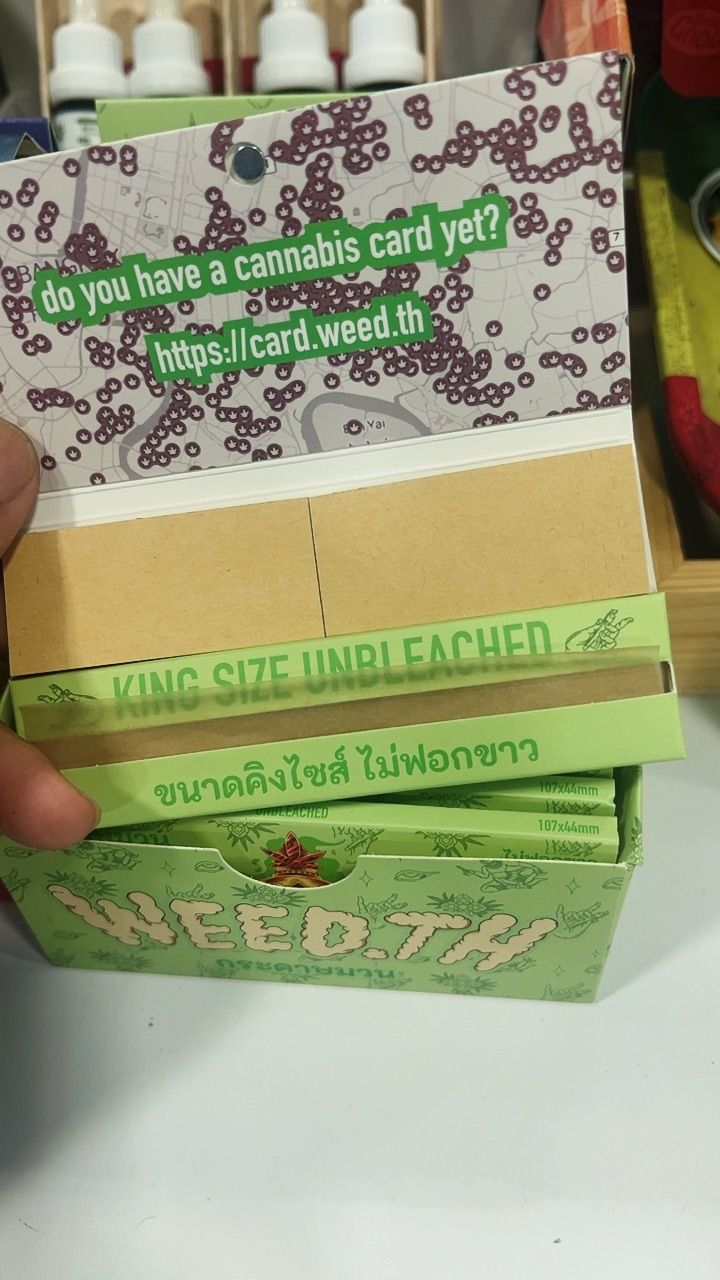 BANG
do you have a cannabis card yet?
https://card.weed.th
7
Yai
KING SIZE UNBLEACHED
ขนาดคิงไซส์ ไม่ฟอกขาว
107x44mm
UNBLEACHED
107x44mm
WEED.TH
กระดาษมวน